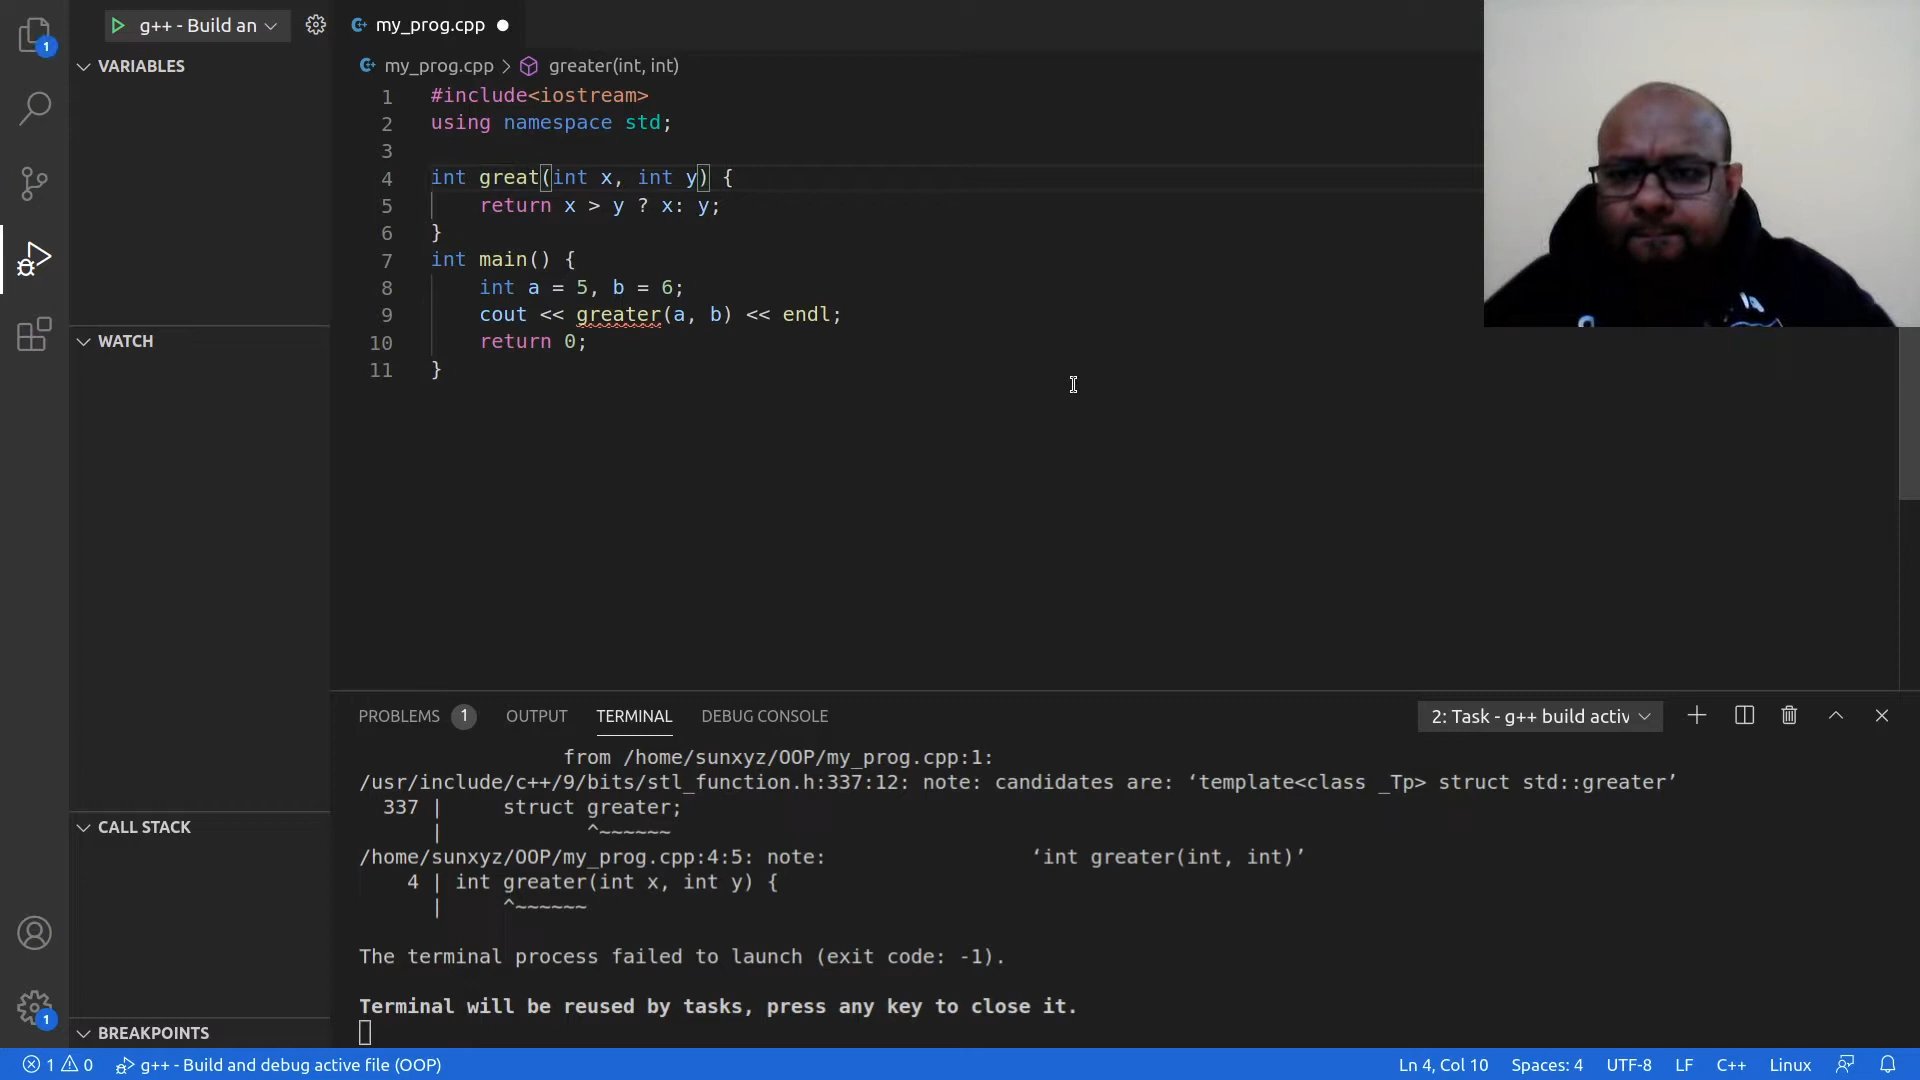 1
g++ - Build an
my_prog.cpp
VARIABLES
my_prog.cpp > greater(int, int)
1 #include<iostream>
2 using namespace std;
3
4 int great(int x, int y) {
5 return x > y ? x: y;
6 }
7 int main() {
8 int a = 5, b = 6;
9 cout << greater(a, b) << endl;
10 return 0;
11 }
WATCH
CALL STACK
BREAKPOINTS
PROBLEMS 1 OUTPUT TERMINAL DEBUG CONSOLE 2: Task - g++ build activ
from /home/sunxyz/OOP/my_prog.cpp:1:
/usr/include/c++/9/bits/stl_function.h:337:12: note: candidates are: ‘template<class _Tp> struct std::greater’
337 | struct greater;
| ^~~~~~~
/home/sunxyz/OOP/my_prog.cpp:4:5: note: ‘int greater(int, int)’
4 | int greater(int x, int y) {
| ^~~~~~~
The terminal process failed to launch (exit code: -1).
Terminal will be reused by tasks, press any key to close it.
1
1 0 g++ - Build and debug active file (OOP) Ln 4, Col 10 Spaces: 4 UTF-8 LF C++ Linux